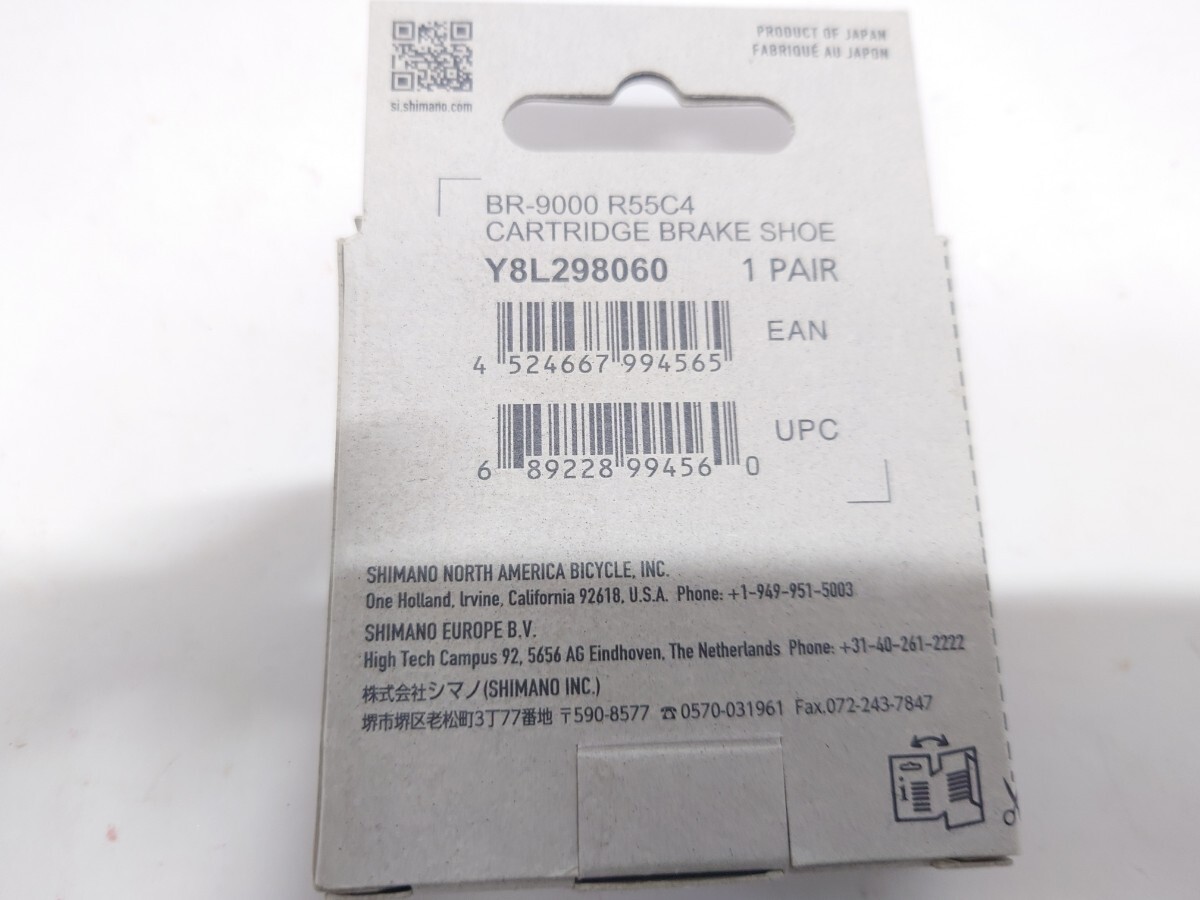 si.shimano.com
PRODUCT OF JAPAN
FABRIQUÉ AU JAPON
BR-9000 R55C4
CARTRIDGE BRAKE SHOE
Y8L298060 1 PAIR
EAN
4 524667 994565
UPC
6 89228 99456 0
SHIMANO NORTH AMERICA BICYCLE, INC.
One Holland, Irvine, California 92618, U.S.A. Phone: +1-949-951-5003
SHIMANO EUROPE B.V.
High Tech Campus 92, 5656 AG Eindhoven, The Netherlands Phone: +31-40-261-2222
株式会社シマノ(SHIMANO INC.)
堺市堺区老松町3丁77番地 〒590-8577 ☎0570-031961 Fax.072-243-7847
i